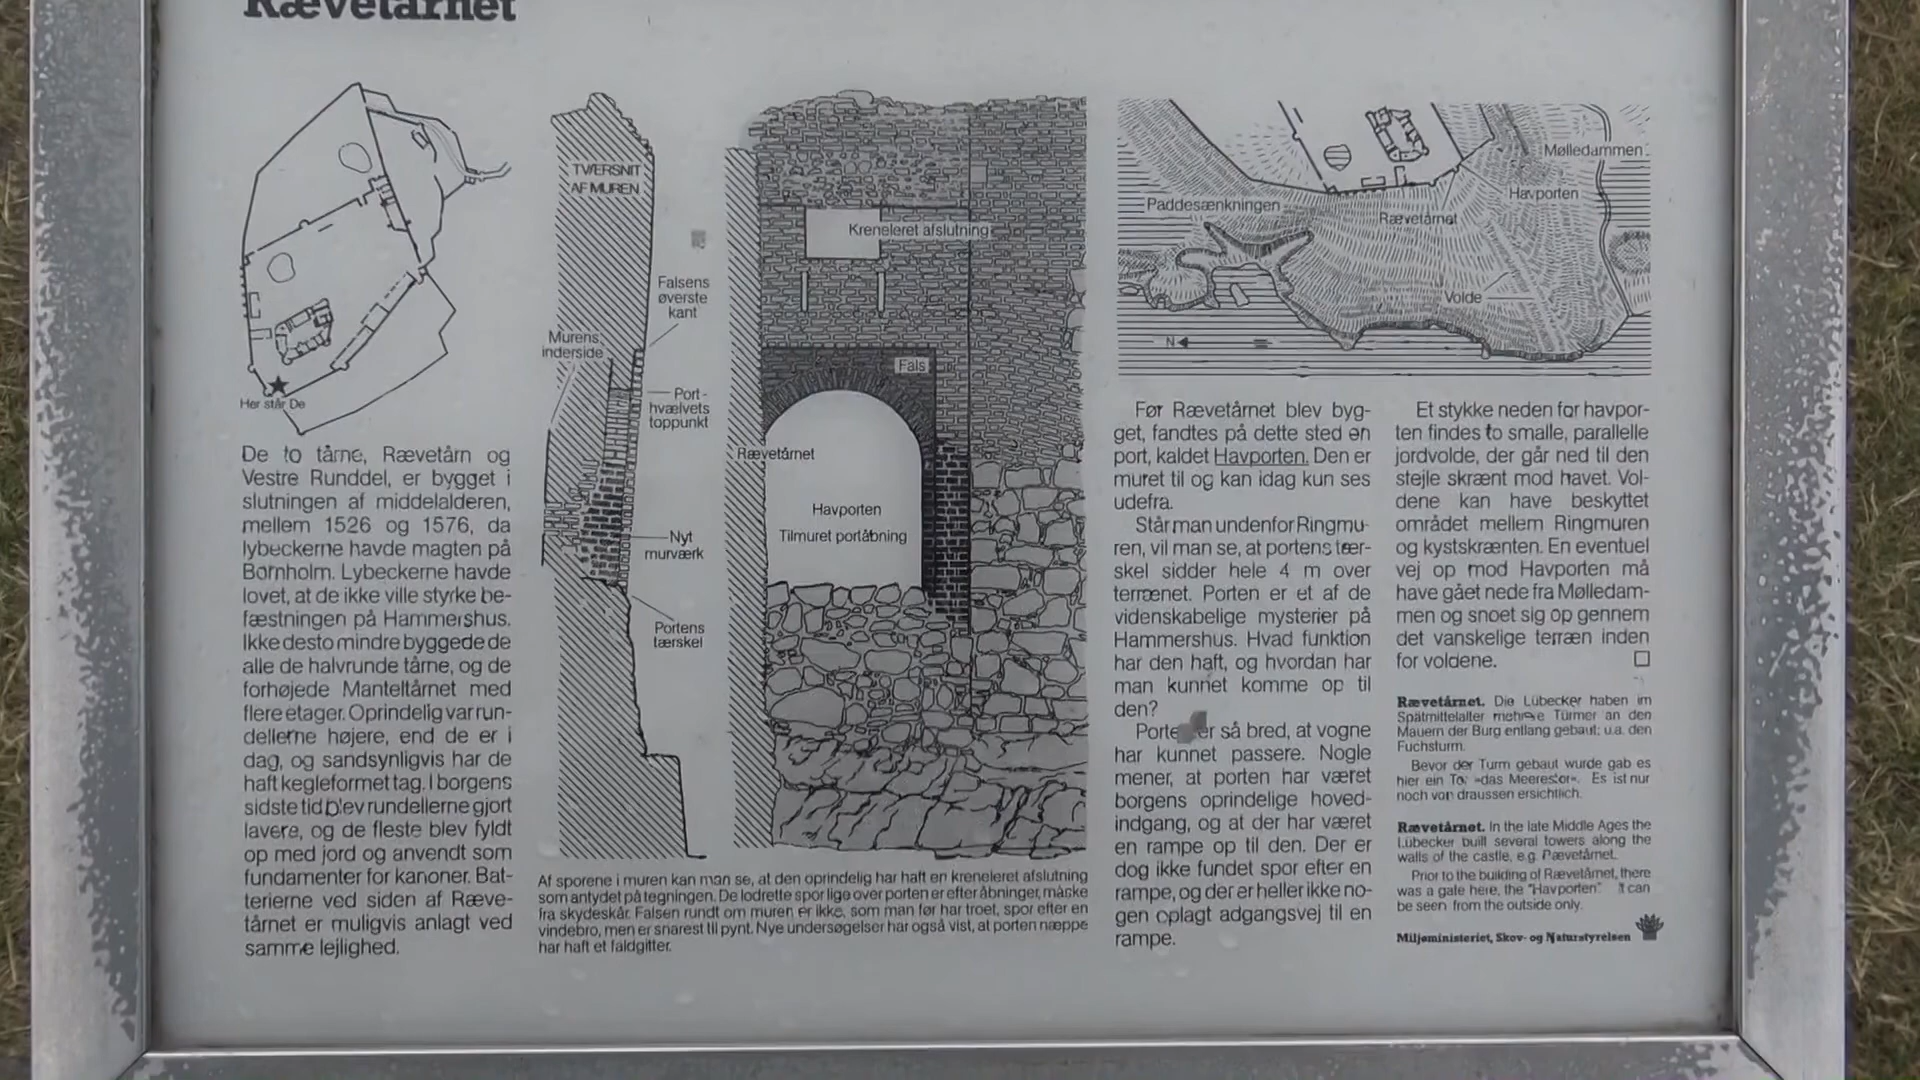 Rævetårnet
Her står De
De to tårne, Rævetårn og
Vestre Runddel, er bygget i
slutningen af middelalderen,
mellem 1526 og 1576, da
lybeckerne havde magten på
Bornholm. Lybeckerne havde
lovet, at de ikke ville styrke be-
fæstningen på Hammershus.
Ikke desto mindre byggede de
alle de halvrunde tårne, og de
forhøjede Manteltårnet med
flere etager. Oprindelig var run-
dellerne højere, end de er i
dag, og sandsynligvis har de
haft kegleformet tag. I borgens
sidste tid blev rundellerne gjort
lavere, og de fleste blev fyldt
op med jord og anvendt som
fundamenter for kanoner. Bat-
terierne ved siden af Ræve-
tårnet er muligvis anlagt ved
samme lejlighed.
TVÆRSNIT
AF MUREN
Falsens
øverste
kant
Murens
inderside
Port-
hvælvets
toppunkt
Nyt
murværk
Portens
tærskel
Kreneleret afslutning
Fals
Rævetårnet
Havporten
Tilmuret portåbning
Af sporene i muren kan man se, at den oprindelig har haft en kreneleret afslutning
som antydet på tegningen. De lodrette spor lige over porten er efter åbninger, måske
fra skydeskår. Falsen rundt om muren er ikke, som man før har troet, spor efter en
vindebro, men er snarest til pynt. Nye undersøgelser har også vist, at porten næppe
har haft et faldgitter.
Mølledammen
Havporten
Paddesænkningen
Rævetårnet
Volde
N
Før Rævetårnet blev byg-
get, fandtes på dette sted en
port, kaldet Havporten. Den er
muret til og kan idag kun ses
udefra.
Står man undenfor Ringmu-
ren, vil man se, at portens tær-
skel sidder hele 4 m over
terrænet. Porten er et af de
videnskabelige mysterier på
Hammershus. Hvad funktion
har den haft, og hvordan har
man kunnet komme op til
den?
Porten er så bred, at vogne
har kunnet passere. Nogle
mener, at porten har været
borgens oprindelige hoved-
indgang, og at der har været
en rampe op til den. Der er
dog ikke fundet spor efter en
rampe, og der er heller ikke no-
gen oplagt adgangsvej til en
rampe.
Et stykke neden for havpor-
ten findes to smalle, parallelle
jordvolde, der går ned til den
stejle skrænt mod havet. Vol-
dene kan have beskyttet
området mellem Ringmuren
og kystskrænten. En eventuel
vej op mod Havporten må
have gået nede fra Mølledam-
men og snoet sig op gennem
det vanskelige terræn inden
for voldene.
Rævetårnet. Die Lübecker haben im
Spätmittelalter mehrere Türmer an den
Mauern der Burg entlang gebaut; u.a. den
Fuchsturm.
Bevor der Turm gebaut wurde gab es
hier ein Tor »das Meerestor«. Es ist nur
noch von draussen ersichtlich.
Rævetårnet. In the late Middle Ages the
Lübecker built several towers along the
walls of the castle, e.g. Rævetårnet.
Prior to the building of Rævetårnet, there
was a gate here, the "Havporten" It can
be seen from the outside only.
Miljøministeriet, Skov- og Naturstyrelsen